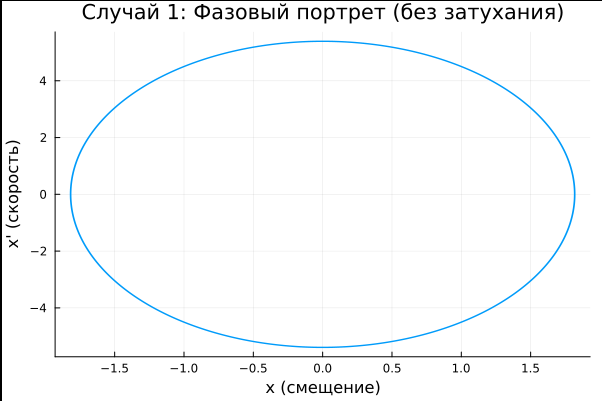 Случай 1: Фазовый портрет (без затухания)
x' (скорость)
4
2
0
−2
−4
−1.5 −1.0 −0.5 0.0 0.5 1.0 1.5
x (смещение)